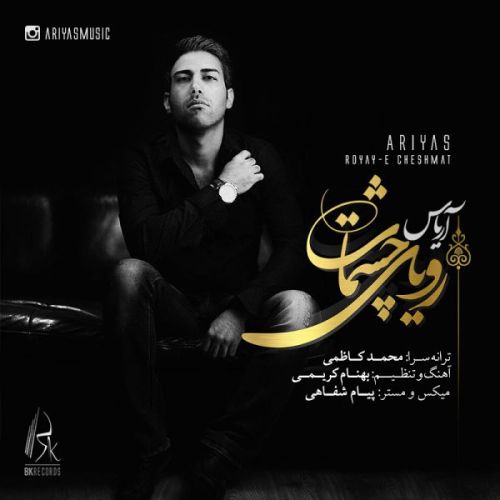 ARIYASMUSIC
ARIYAS
ROYAY-E CHESHMAT
آریاس
رویای چشمات
ترانه سرا: محمد کاظمی
آهنگ و تنظیم: بهنام کریمی
میکس و مستر: پیام شفاهی
BKRECORDS